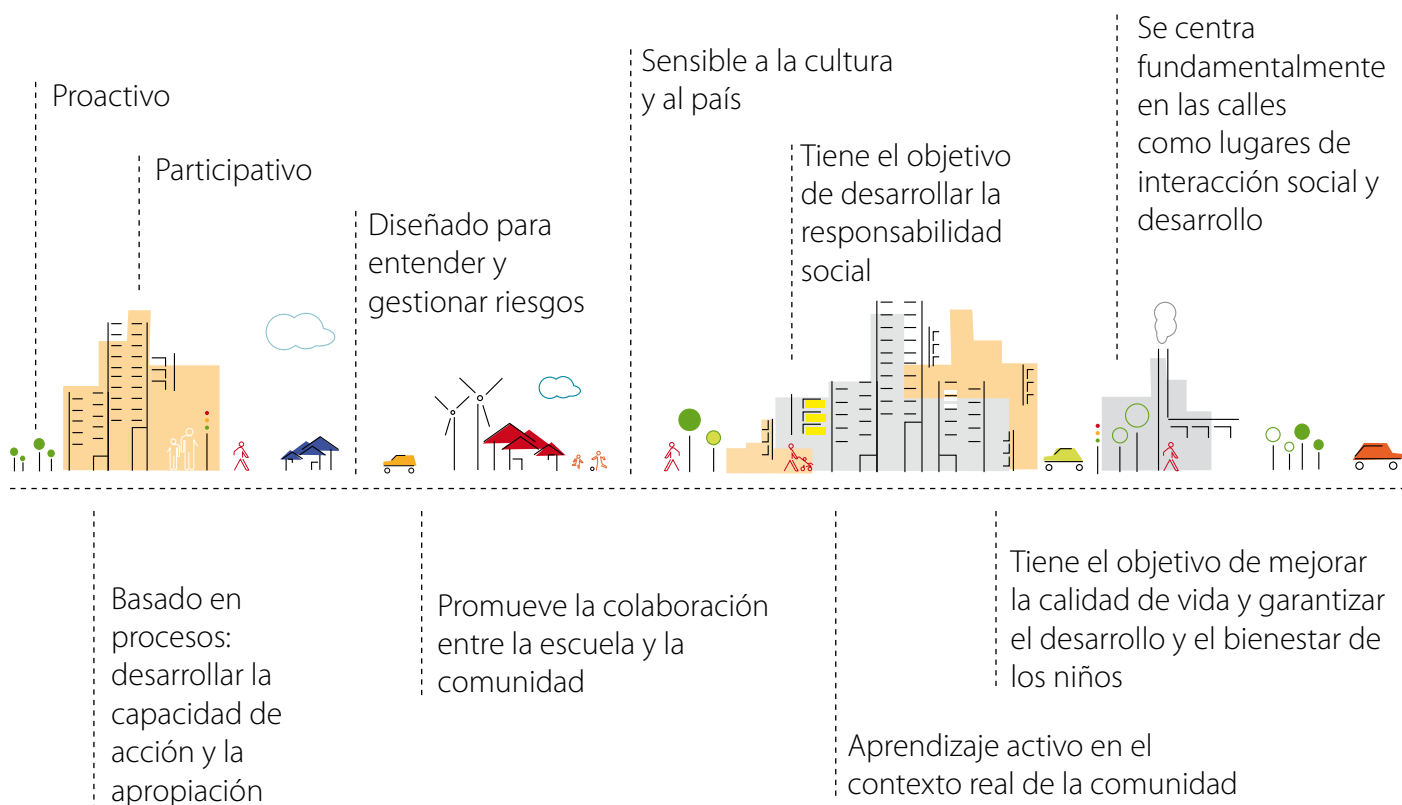 Proactivo
Participativo
Diseñado para
entender y
gestionar riesgos
Sensible a la cultura
y al país
Tiene el objetivo
de desarrollar la
responsabilidad
social
Se centra
fundamentalmente
en las calles
como lugares de
interacción social y
desarrollo
Basado en
procesos:
desarrollar la
capacidad de
acción y la
apropiación
Promueve la colaboración
entre la escuela y la
comunidad
Aprendizaje activo en el
contexto real de la comunidad
Tiene el objetivo de mejorar
la calidad de vida y garantizar
el desarrollo y el bienestar de
los niños